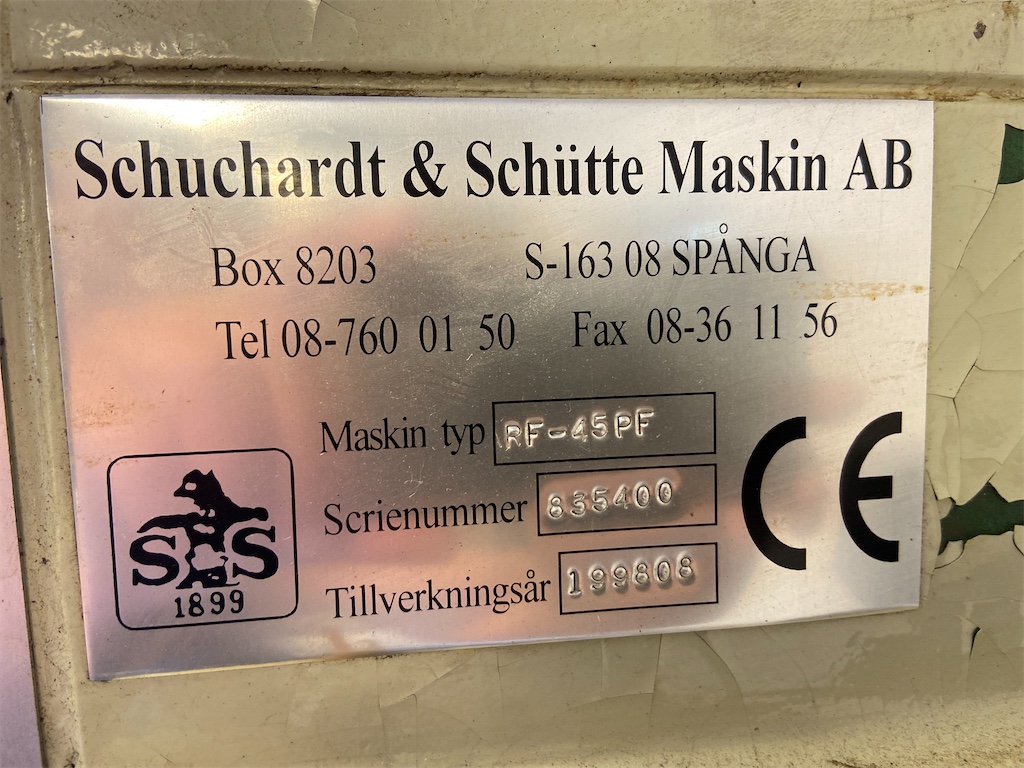 Schuchardt & Schütte Maskin AB
Box 8203 S-163 08 SPÅNGA
Tel 08-760 01 50 Fax 08-36 11 56
Maskin typ RF-45PF
Scrienummer 835400
Tillverkningsår 199808
CE
S&S
1899